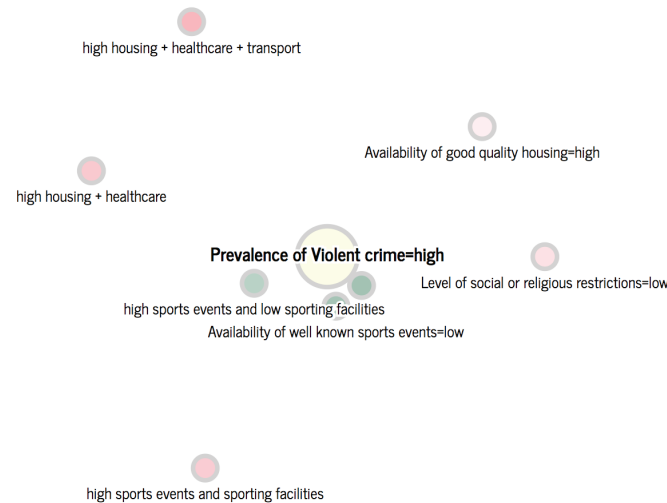 high housing + healthcare + transport
Availability of good quality housing=high
high housing + healthcare
Prevalence of Violent crime=high
Level of social or religious restrictions=low
high sports events and low sporting facilities
Availability of well known sports events=low
high sports events and sporting facilities